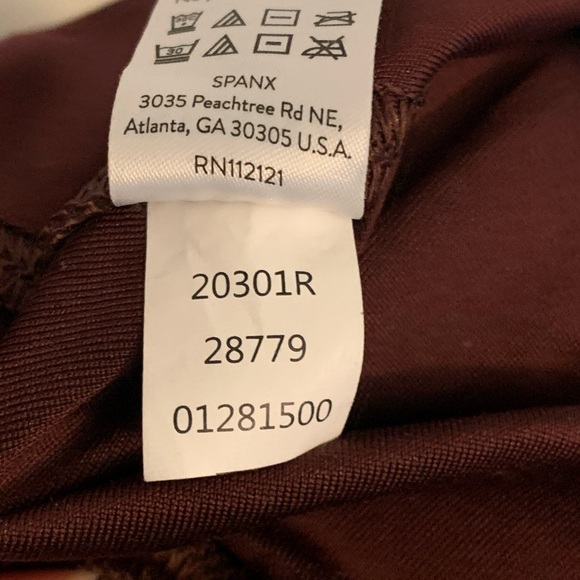 SPANX
3035 Peachtree Rd NE,
Atlanta, GA 30305 U.S.A.
RN112121
20301R
28779
01281500